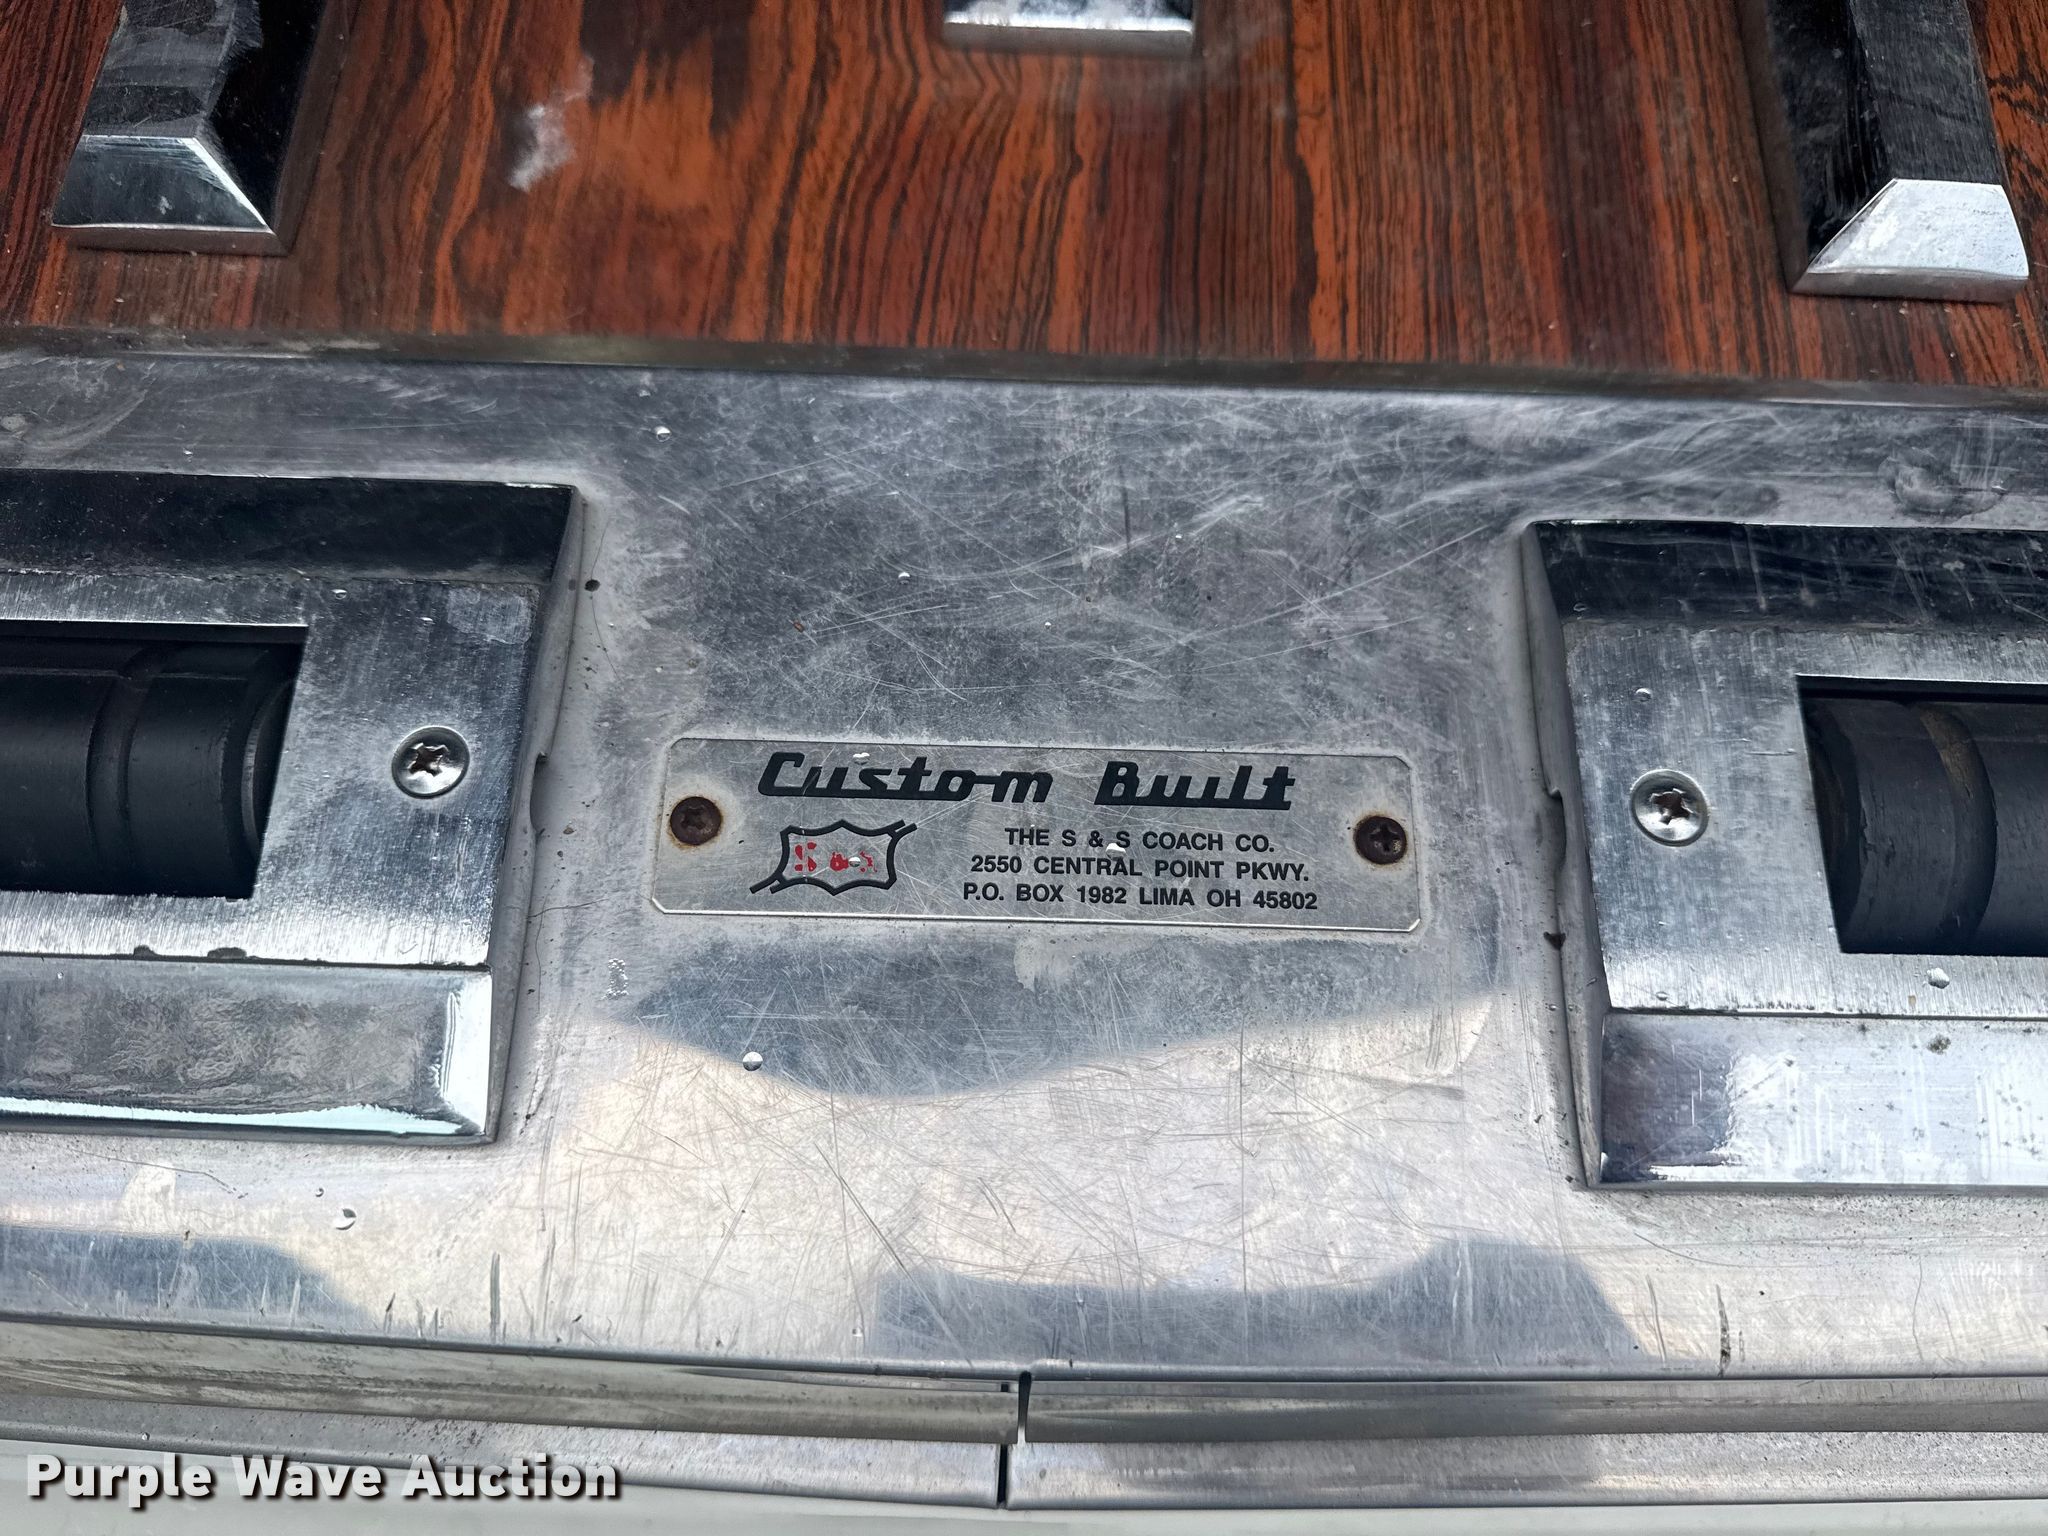 Custom Built
THE S & S COACH CO.
2550 CENTRAL POINT PKWY.
P.O. BOX 1982 LIMA OH 45802
Purple Wave Auction